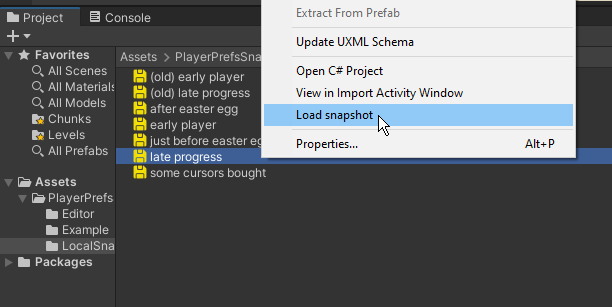 Project
Console
Favorites
All Scenes
All Materials
All Models
Chunks
Levels
All Prefabs
Assets
PlayerPrefs
Editor
Example
LocalSna
Packages
Assets > PlayerPrefsSna
(old) early player
(old) late progress
after easter egg
early player
just before easter eg
late progress
some cursors bought
Extract From Prefab
Update UXML Schema
Open C# Project
View in Import Activity Window
Load snapshot
Properties... Alt+P